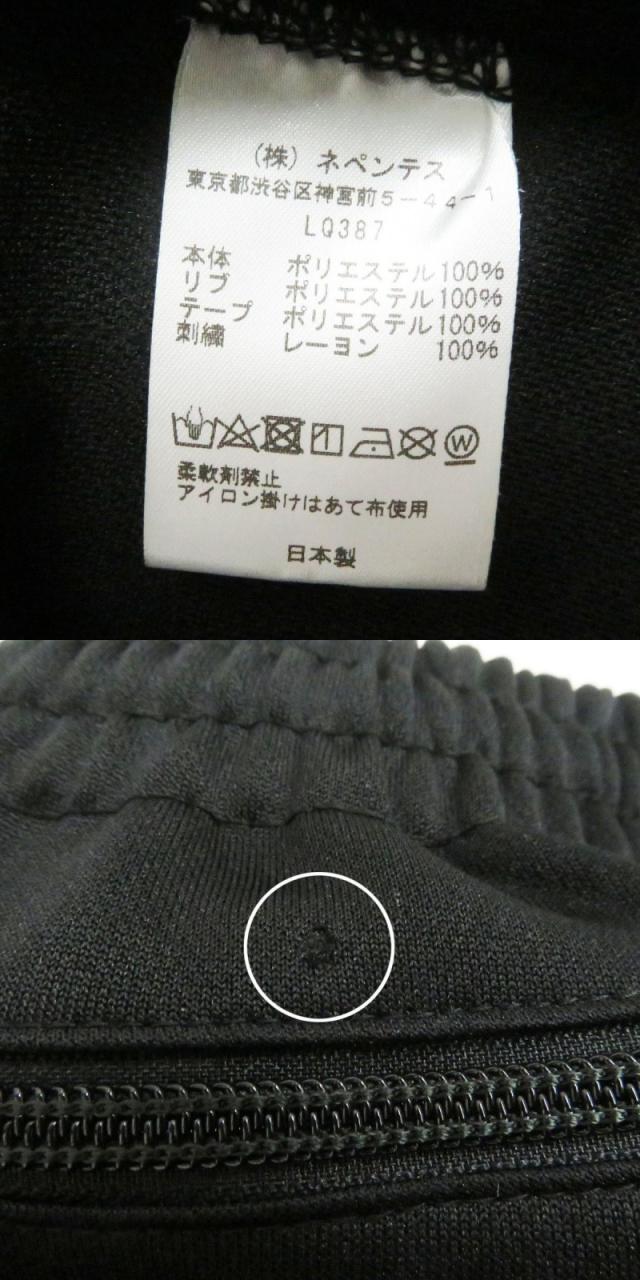 (株) ネペンテス
東京都渋谷区神宮前5-44-1
LQ387
本体 ポリエステル100%
リブ ポリエステル100%
テープ ポリエステル100%
刺繍 レーヨン 100%
W
柔軟剤禁止
アイロン掛けはあて布使用
日本製